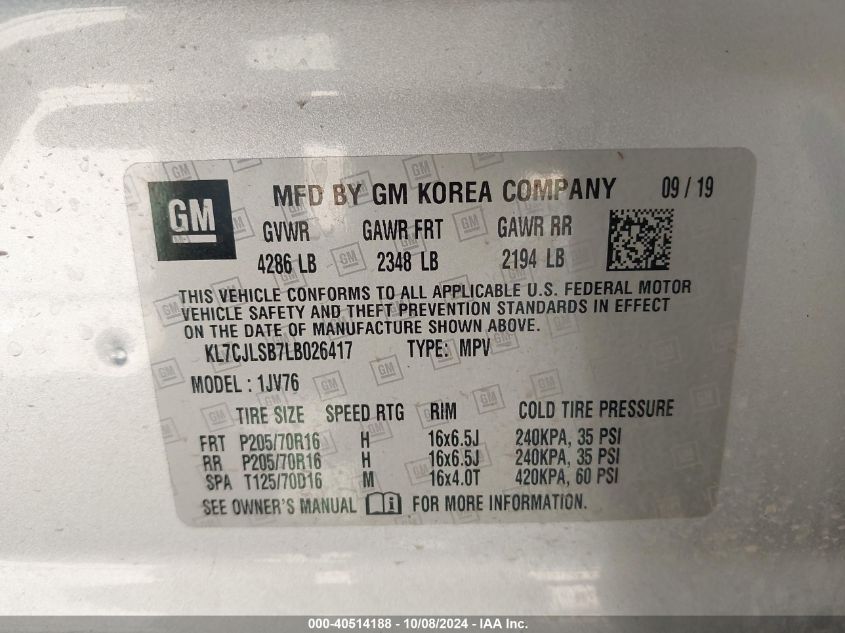 GM MFD BY GM KOREA COMPANY 09 / 19
GVWR GAWR FRT GAWR RR
4286 LB 2348 LB 2194 LB
THIS VEHICLE CONFORMS TO ALL APPLICABLE U.S. FEDERAL MOTOR
VEHICLE SAFETY AND THEFT PREVENTION STANDARDS IN EFFECT
ON THE DATE OF MANUFACTURE SHOWN ABOVE.
KL7CJLSB7LB026417 TYPE: MPV
MODEL : 1JV76
TIRE SIZE SPEED RTG RIM COLD TIRE PRESSURE
FRT P205/70R16 H 16x6.5J 240KPA, 35 PSI
RR P205/70R16 H 16x6.5J 240KPA, 35 PSI
SPA T125/70D16 M 16x4.0T 420KPA, 60 PSI
SEE OWNER'S MANUAL i FOR MORE INFORMATION.
000-40514188 - 10/08/2024 - IAA Inc.